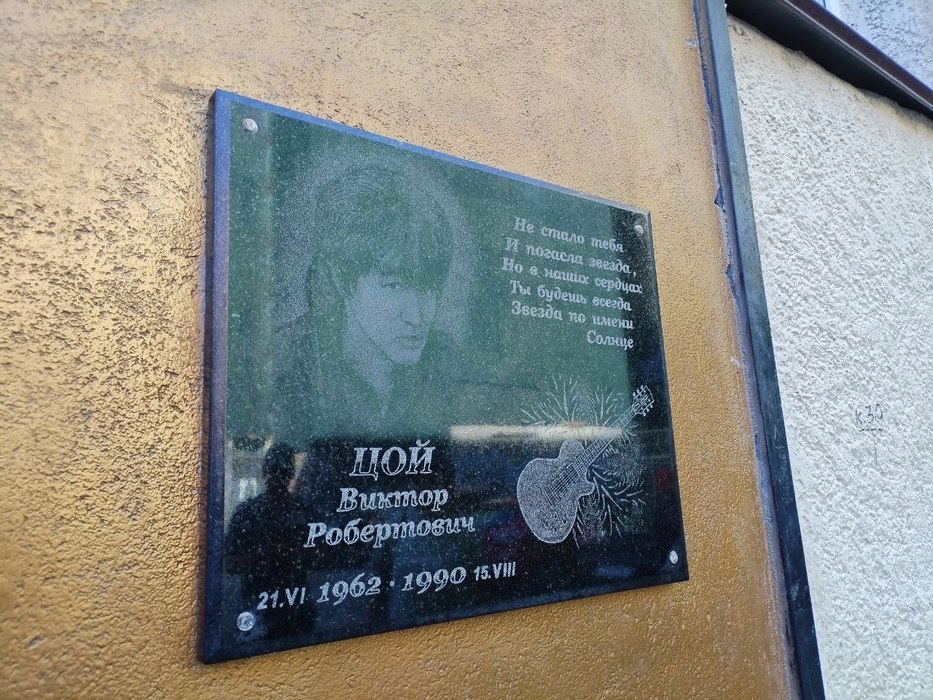 Не стало тебя
И погасла звезда,
Но в наших сердцах
Ты будешь всегда
Звезда по имени
Солнце
ЦОЙ
Виктор
Робертович
21.VI 1962 · 1990 15.VIII